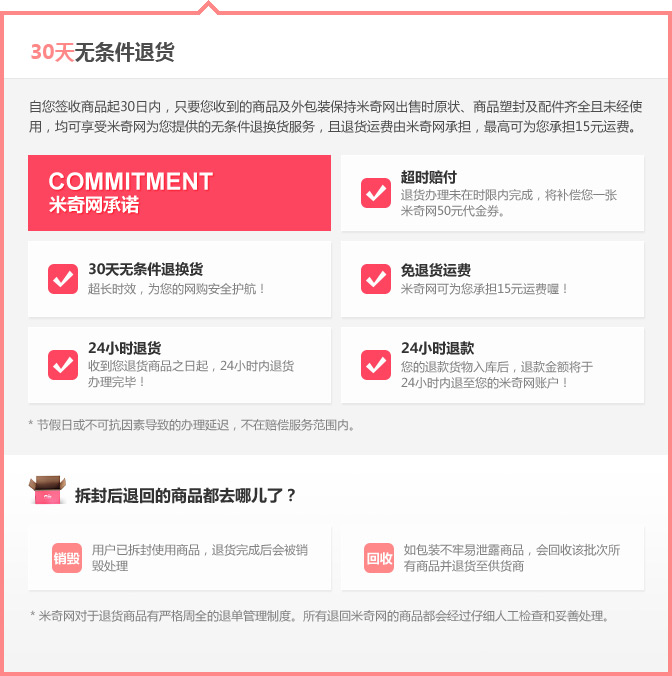 30天无条件退货
自您签收商品起30日内，只要您收到的商品及外包装保持米奇网出售时原状、商品塑封及配件齐全且未经使
用，均可享受米奇网为您提供的无条件退换货服务，且退货运费由米奇网承担，最高可为您承担15元运费。
COMMITMENT
米奇网承诺
超时赔付
退货办理未在时限内完成，将补偿您一张
米奇网50元代金券。
30天无条件退换货
超长时效，为您的网购安全护航！
免退货运费
米奇网可为您承担15元运费喔！
24小时退货
收到您退货商品之日起，24小时内退货
办理完毕！
24小时退款
您的退款货物入库后，退款金额将于
24小时内退至您的米奇网账户！
* 节假日或不可抗因素导致的办理延迟，不在赔偿服务范围内。
拆封后退回的商品都去哪儿了？
销毁
用户已拆封使用商品，退货完成后会被销
毁处理
回收
如包装不牢易泄露商品，会回收该批次所
有商品并退货至供货商
* 米奇网对于退货商品有严格周全的退单管理制度。所有退回米奇网的商品都会经过仔细人工检查和妥善处理。